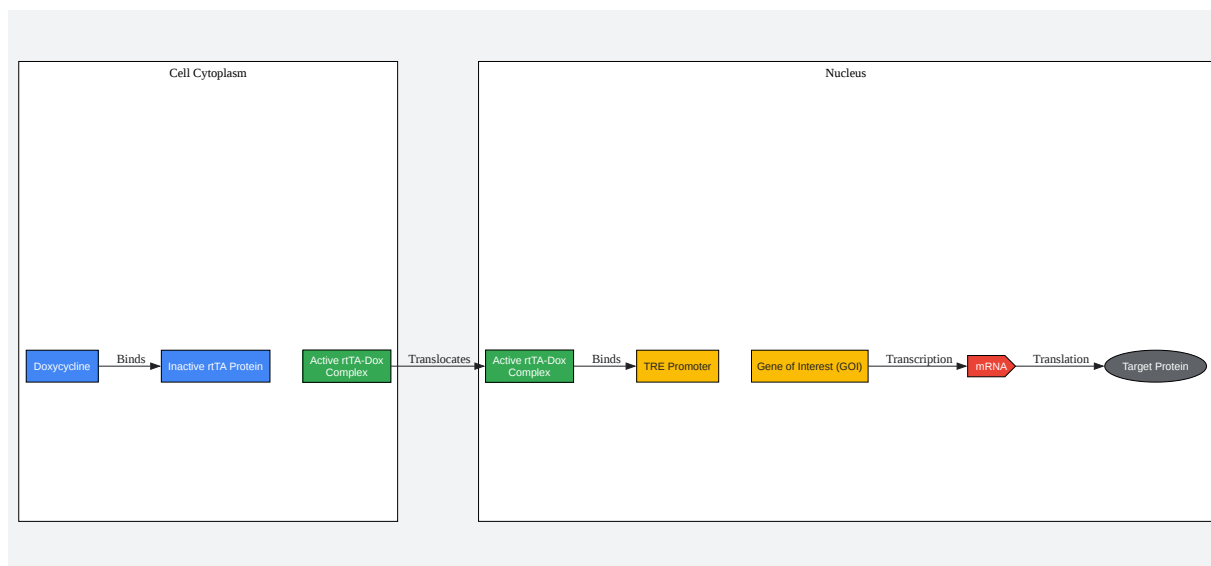 Cell Cytoplasm
Nucleus
Doxycycline
Binds
Inactive rtTA Protein
Active rtTA-Dox
Complex
Translocates
Active rtTA-Dox
Complex
Binds
TRE Promoter
Gene of Interest (GOI)
Transcription
mRNA
Translation
Target Protein